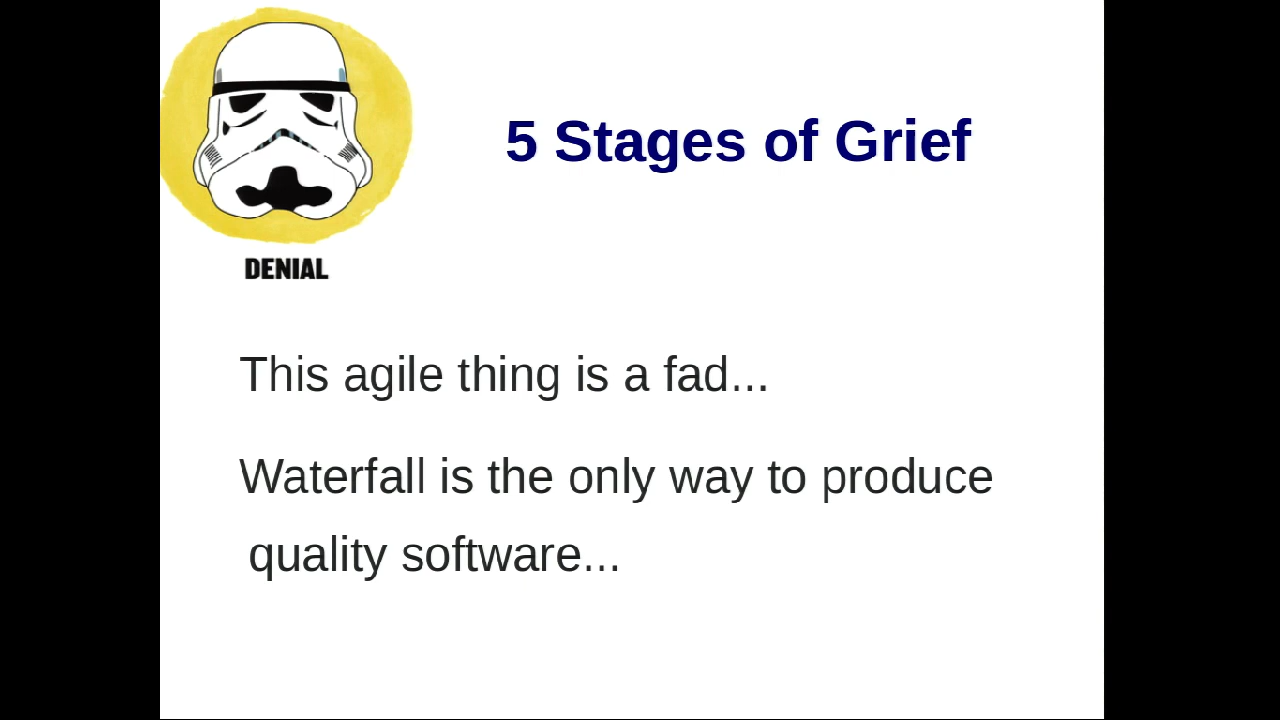 5 Stages of Grief
DENIAL
This agile thing is a fad...
Waterfall is the only way to produce
quality software...